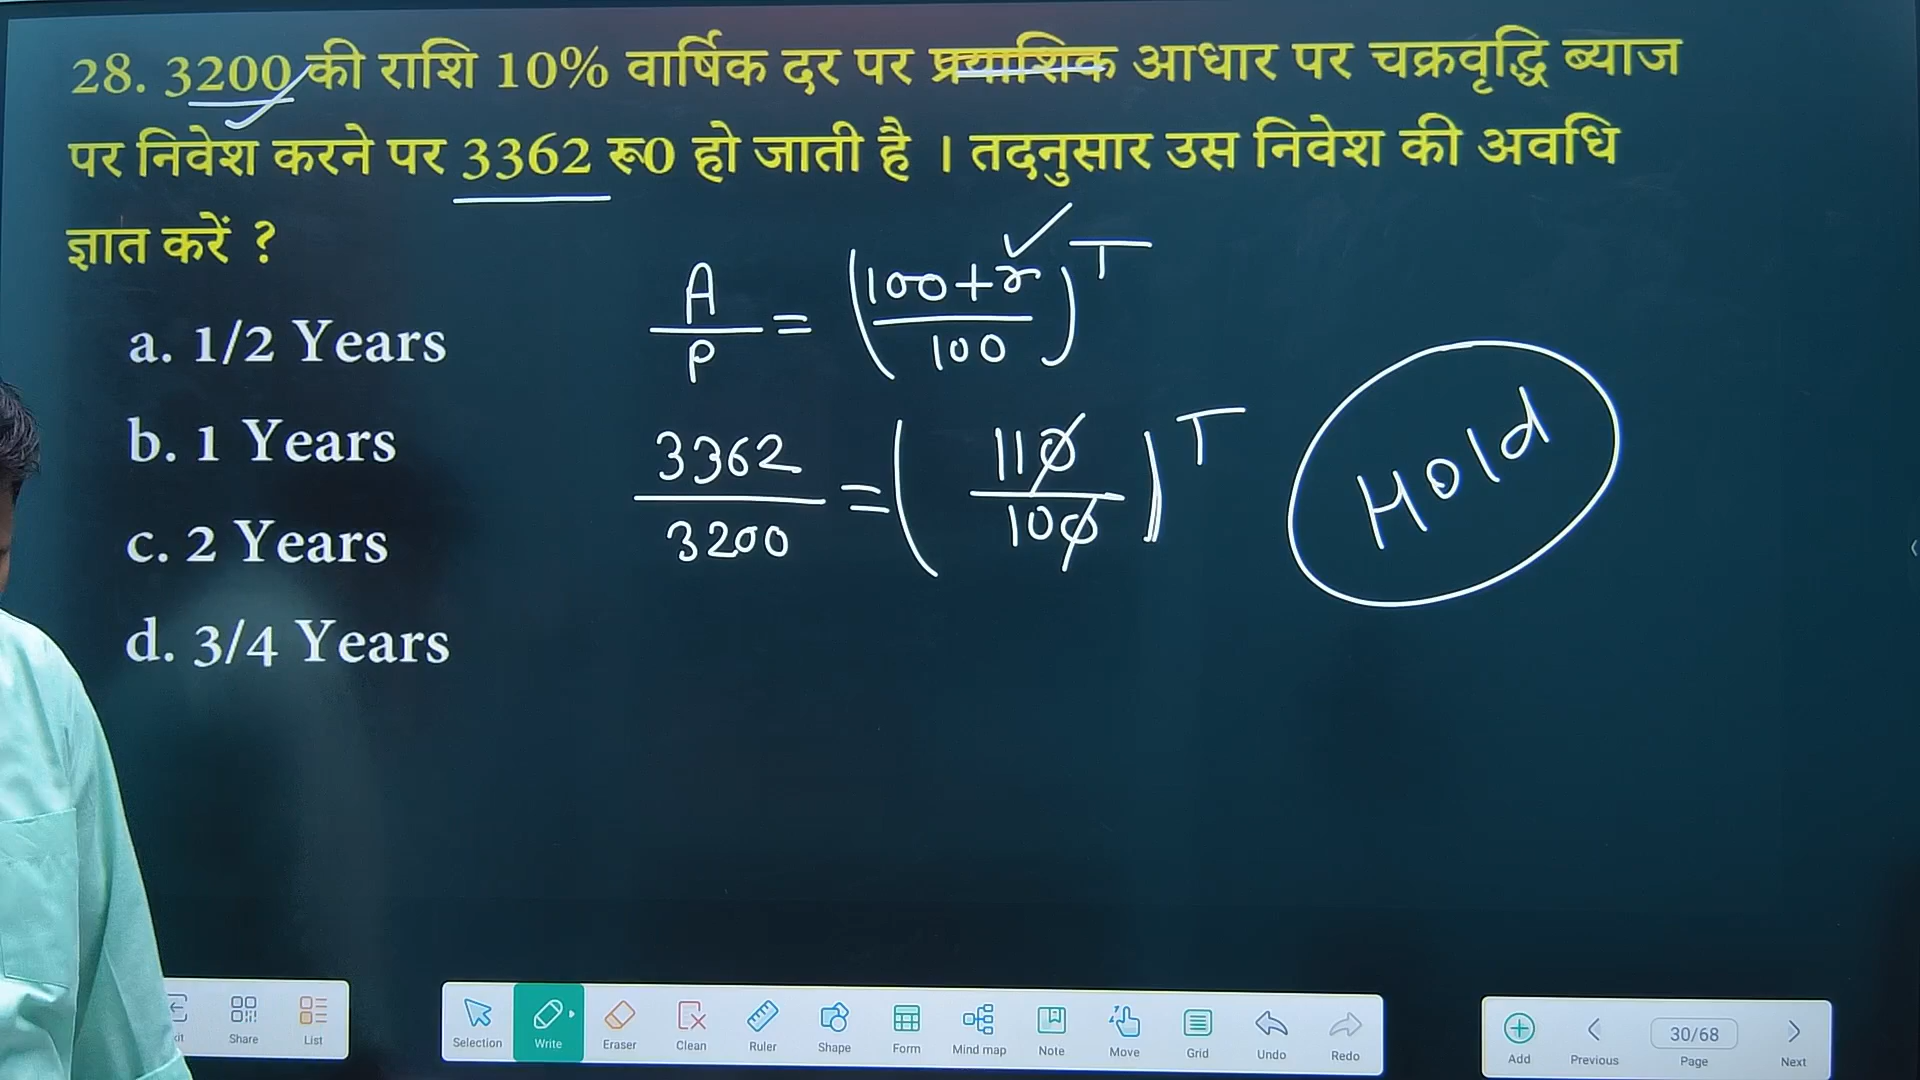 28. 3200 की राशि 10% वार्षिक दर पर प्रयाशिक आधार पर चक्रवृद्धि ब्याज
पर निवेश करने पर 3362 रू0 हो जाती है । तदनुसार उस निवेश की अवधि
ज्ञात करें ?
a. 1/2 Years
b. 1 Years
c. 2 Years
d. 3/4 Years
A/P = ((100+r)/100)^T
3362/3200 = (110/100)^T
Hold
Share
List
Selection
Write
Eraser
Clean
Ruler
Shape
Form
Mind map
Note
Move
Grid
Undo
Redo
Add
Previous
30/68
Page
Next